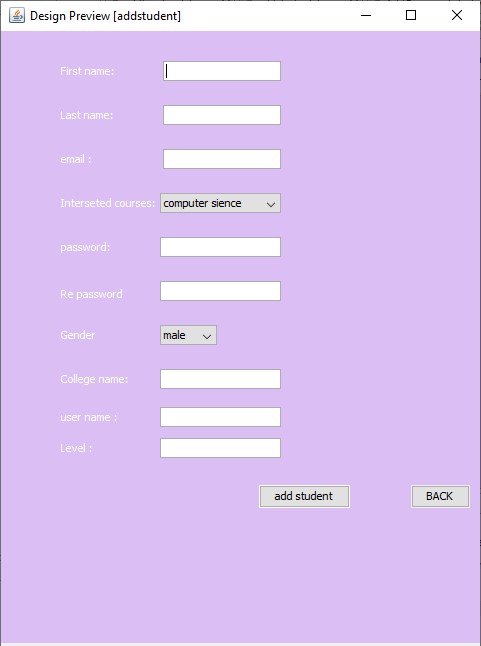 Design Preview [addstudent]
First name:
Last name:
email :
Interseted courses: computer sience
password:
Re password
Gender male
College name:
user name :
Level :
add student BACK